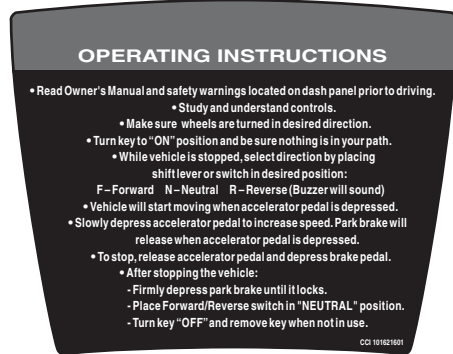 OPERATING INSTRUCTIONS
• Read Owner's Manual and safety warnings located on dash panel prior to driving.
• Study and understand controls.
• Make sure wheels are turned in desired direction.
• Turn key to “ON” position and be sure nothing is in your path.
• While vehicle is stopped, select direction by placing
shift lever or switch in desired position:
F – Forward N – Neutral R – Reverse (Buzzer will sound)
• Vehicle will start moving when accelerator pedal is depressed.
• Slowly depress accelerator pedal to increase speed. Park brake will
release when accelerator pedal is depressed.
• To stop, release accelerator pedal and depress brake pedal.
• After stopping the vehicle:
- Firmly depress park brake until it locks.
- Place Forward/Reverse switch in "NEUTRAL" position.
- Turn key “OFF” and remove key when not in use.
CCI 101621601